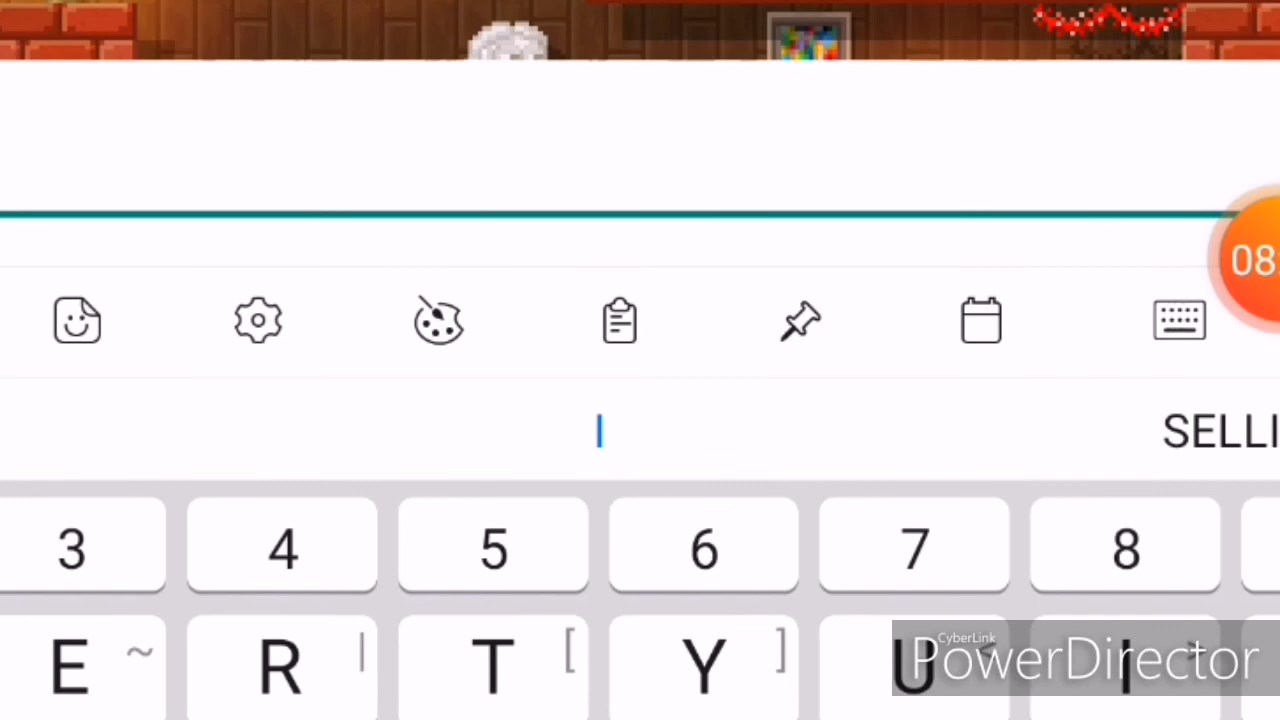 08:
I
SELLI
3 4 5 6 7 8
E ~ R | T [ Y ] U < I >
CyberLink
PowerDirector